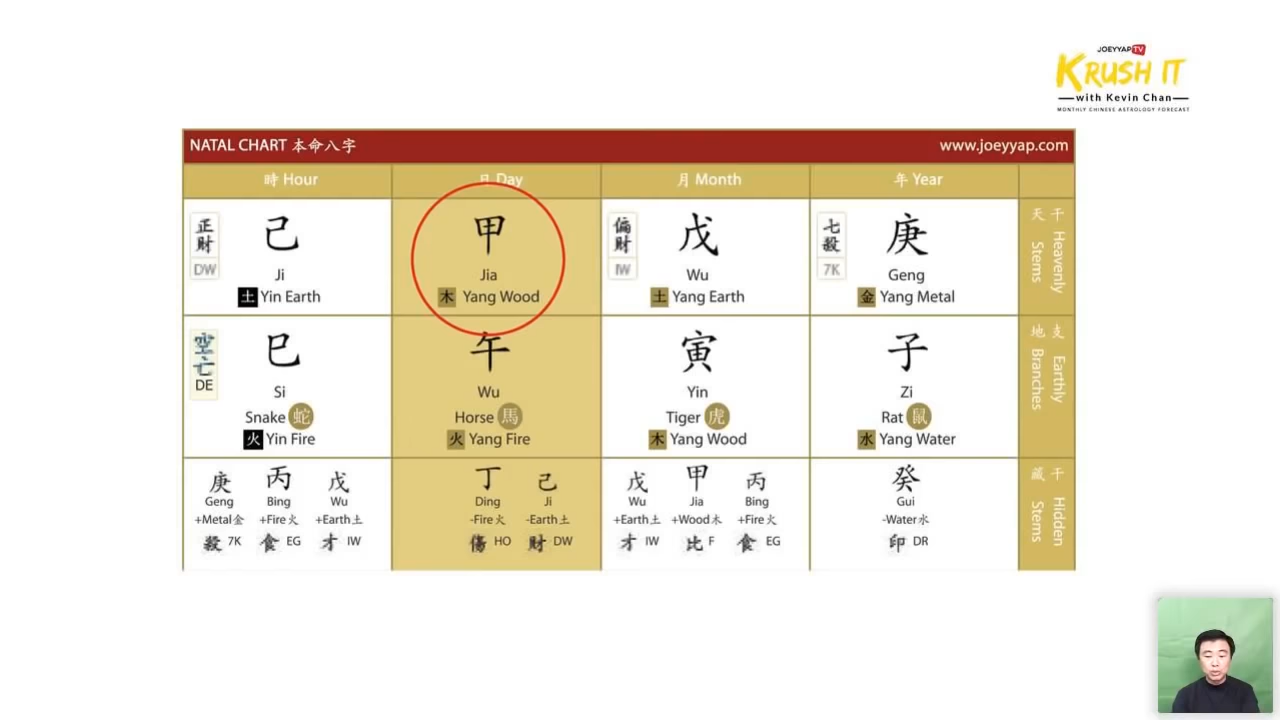 JOEYYAP TV
KRUSH IT
with Kevin Chan
MONTHLY CHINESE ASTROLOGY FORECAST
NATAL CHART 本命八字
www.joeyyap.com
時 Hour
日 Day
月 Month
年 Year
正財
DW
己
Ji
土 Yin Earth
甲
Jia
木 Yang Wood
偏財
IW
戊
Wu
土 Yang Earth
七殺
7K
庚
Geng
金 Yang Metal
天干
Heavenly Stems
空亡
DE
巳
Si
Snake 蛇
火 Yin Fire
午
Wu
Horse 馬
火 Yang Fire
寅
Yin
Tiger 虎
木 Yang Wood
子
Zi
Rat 鼠
水 Yang Water
地支
Earthly Branches
庚 丙 戊
Geng Bing Wu
+Metal金 +Fire火 +Earth土
殺 7K 食 EG 才 IW
丁 己
Ding Ji
-Fire火 -Earth土
傷 HO 財 DW
戊 甲 丙
Wu Jia Bing
+Earth土 +Wood木 +Fire火
才 IW 比 F 食 EG
癸
Gui
-Water水
印 DR
藏干
Hidden Stems